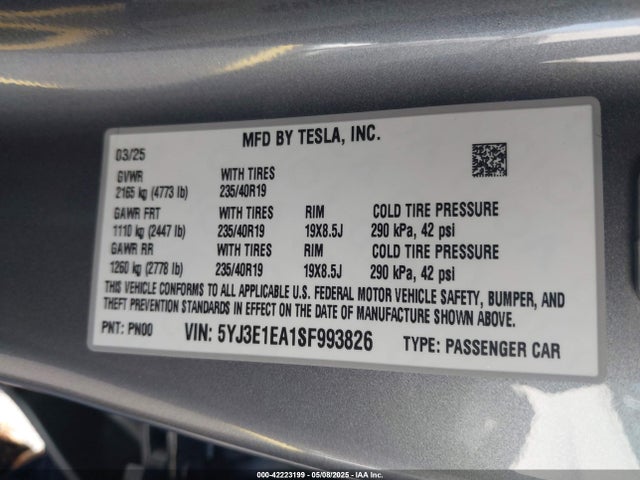 MFD BY TESLA, INC.
03/25
GVWR WITH TIRES
2165 kg (4773 lb) 235/40R19
GAWR FRT WITH TIRES RIM COLD TIRE PRESSURE
1110 kg (2447 lb) 235/40R19 19X8.5J 290 kPa, 42 psi
GAWR RR WITH TIRES RIM COLD TIRE PRESSURE
1260 kg (2778 lb) 235/40R19 19X8.5J 290 kPa, 42 psi
THIS VEHICLE CONFORMS TO ALL APPLICABLE U.S. FEDERAL MOTOR VEHICLE SAFETY, BUMPER, AND
THEFT PREVENTION STANDARDS IN EFFECT ON THE DATE OF MANUFACTURE SHOWN ABOVE.
PNT: PN00 VIN: 5YJ3E1EA1SF993826 TYPE: PASSENGER CAR
000-42223199 - 05/08/2025 - IAAI.COM